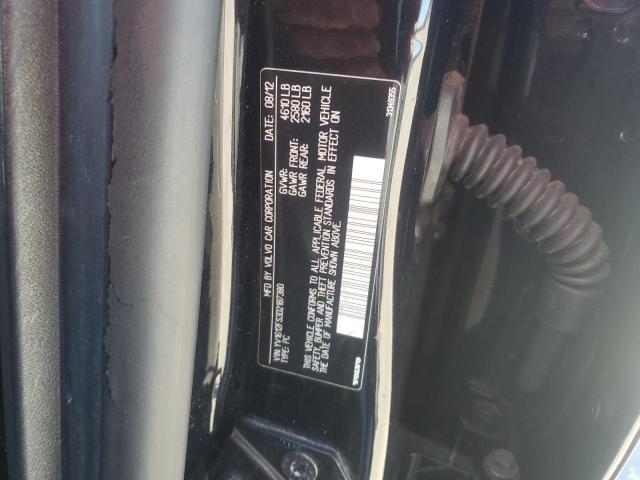 MFD BY VOLVO CAR CORPORATION DATE: 08/12
GVWR: 4610 LB
GAWR FRONT: 2580 LB
GAWR REAR: 2160 LB
VIN: YV1612FS3D2187380
TYPE: PC
THIS VEHICLE CONFORMS TO ALL APPLICABLE FEDERAL MOTOR VEHICLE
SAFETY, BUMPER AND THEFT PREVENTION STANDARDS IN EFFECT ON
THE DATE OF MANUFACTURE SHOWN ABOVE.
VOLVO